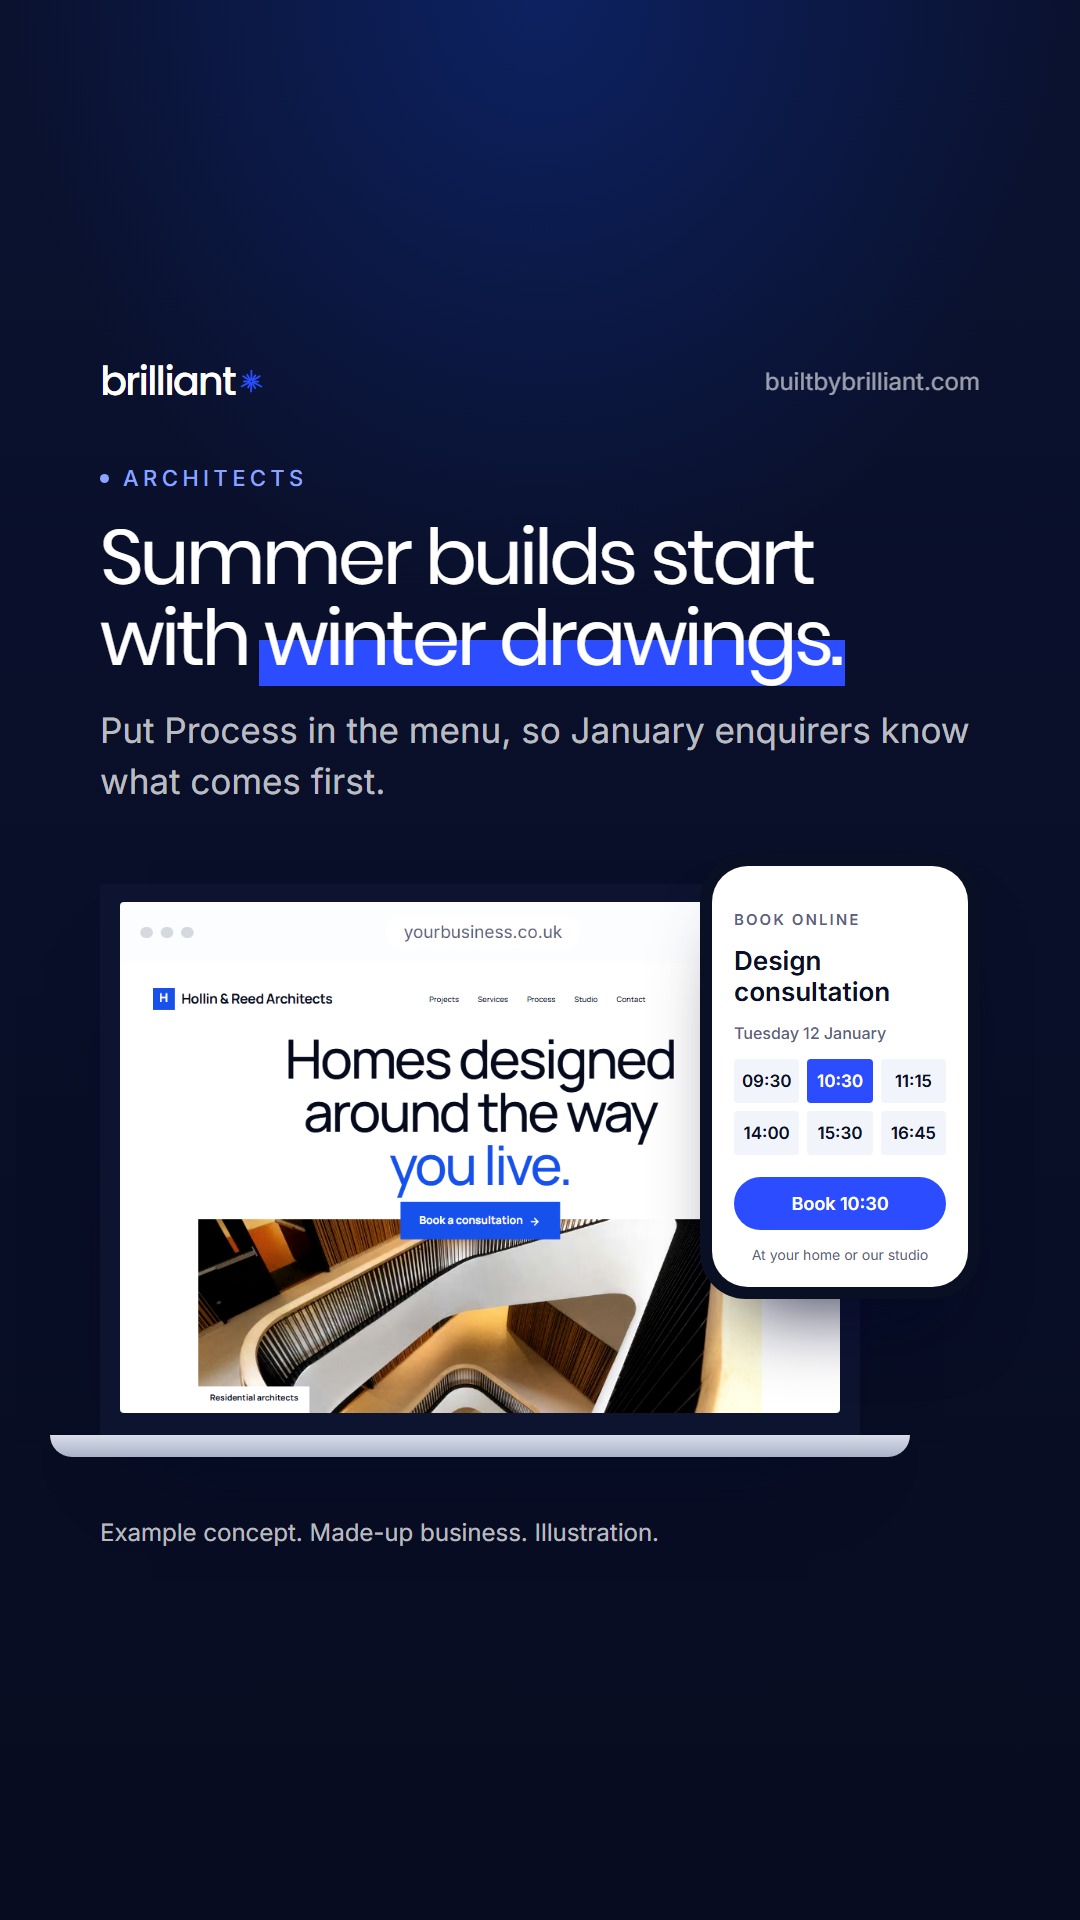 brilliant
builtbybrilliant.com
ARCHITECTS
Summer builds start
with winter drawings.
Put Process in the menu, so January enquirers know
what comes first.
yourbusiness.co.uk
H Hollin & Reed Architects
Projects Services Process Studio Contact
Homes designed
around the way
you live.
Book a consultation →
Residential architects
BOOK ONLINE
Design
consultation
Tuesday 12 January
09:30 10:30 11:15
14:00 15:30 16:45
Book 10:30
At your home or our studio
Example concept. Made-up business. Illustration.